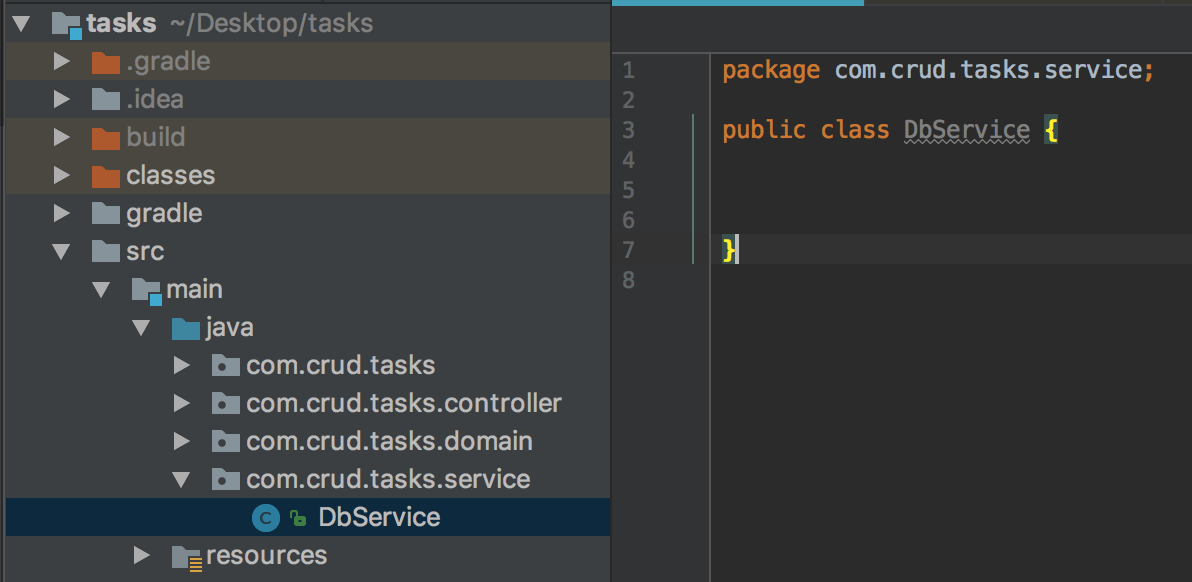 tasks ~/Desktop/tasks
.gradle
.idea
build
classes
gradle
src
main
java
com.crud.tasks
com.crud.tasks.controller
com.crud.tasks.domain
com.crud.tasks.service
C DbService
resources
1 package com.crud.tasks.service;
2
3 public class DbService {
4
5
6
7 }
8